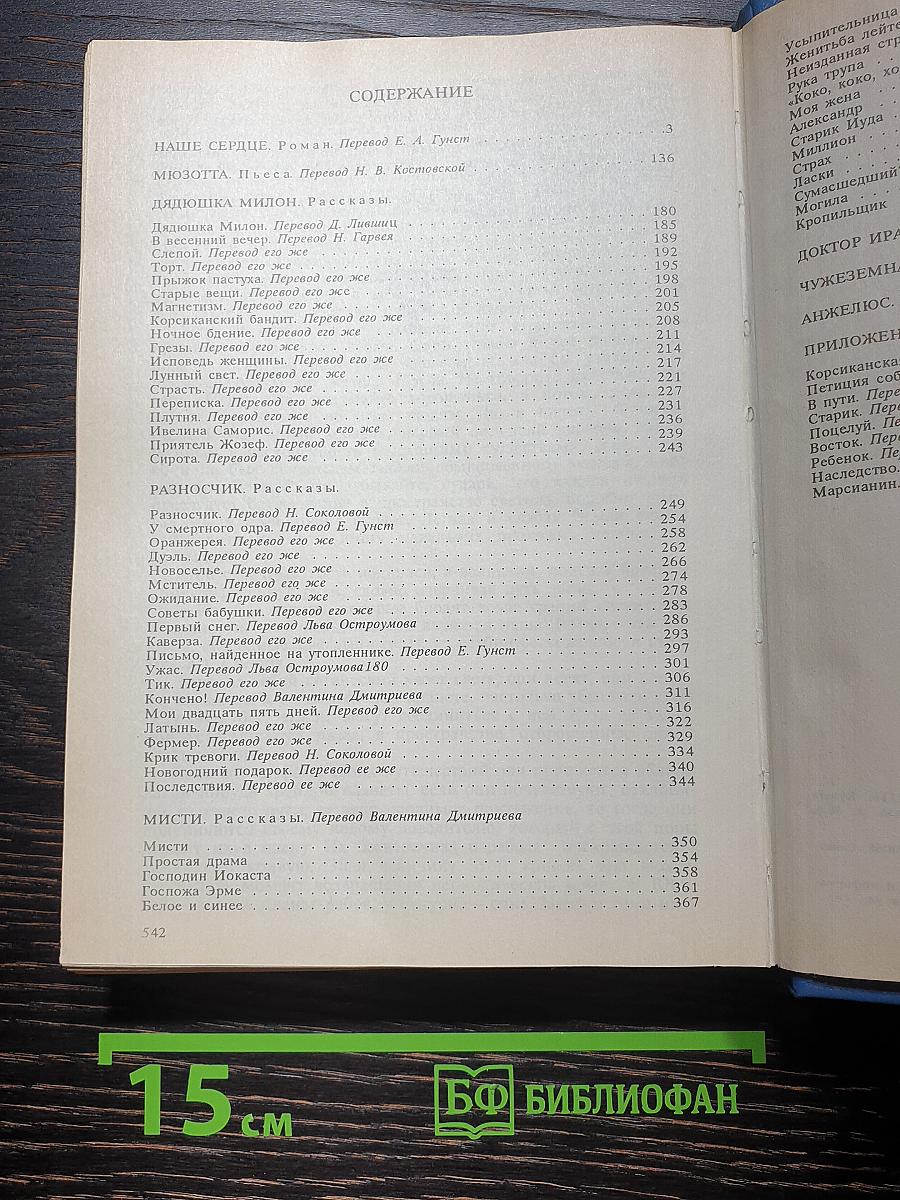 СОДЕРЖАНИЕ
НАШЕ СЕРДЦЕ. Роман. Перевод Е. А. Гунст . . . 3
МЮЗОТТА. Пьеса. Перевод Н. В. Костовской . . . 136
ДЯДЮШКА МИЛОН. Рассказы.
Дядюшка Милон. Перевод Д. Лившиц . . . 180
В весенний вечер. Перевод Н. Гарвея . . . 185
Слепой. Перевод его же . . . 189
Торт. Перевод его же . . . 192
Прыжок пастуха. Перевод его же . . . 195
Старые вещи. Перевод его же . . . 198
Магнетизм. Перевод его же . . . 201
Корсиканский бандит. Перевод его же . . . 205
Ночное бдение. Перевод его же . . . 208
Грезы. Перевод его же . . . 211
Исповедь женщины. Перевод его же . . . 214
Лунный свет. Перевод его же . . . 217
Страсть. Перевод его же . . . 221
Переписка. Перевод его же . . . 227
Плутня. Перевод его же . . . 231
Ивелина Саморис. Перевод его же . . . 236
Приятель Жозеф. Перевод его же . . . 239
Сирота. Перевод его же . . . 243
РАЗНОСЧИК. Рассказы.
Разносчик. Перевод Н. Соколовой . . . 249
У смертного одра. Перевод Е. Гунст . . . 254
Оранжерея. Перевод его же . . . 258
Дуэль. Перевод его же . . . 262
Новоселье. Перевод его же . . . 266
Мститель. Перевод его же . . . 274
Ожидание. Перевод его же . . . 278
Советы бабушки. Перевод его же . . . 283
Первый снег. Перевод Льва Остроумова . . . 286
Каверза. Перевод его же . . . 293
Письмо, найденное на утопленнике. Перевод Е. Гунст . . . 297
Ужас. Перевод Льва Остроумова180 . . . 301
Тик. Перевод его же . . . 306
Кончено! Перевод Валентина Дмитриева . . . 311
Мои двадцать пять дней. Перевод его же . . . 316
Латынь. Перевод его же . . . 322
Фермер. Перевод его же . . . 329
Крик тревоги. Перевод Н. Соколовой . . . 334
Новогодний подарок. Перевод ее же . . . 340
Последствия. Перевод ее же . . . 344
МИСТИ. Рассказы. Перевод Валентина Дмитриева
Мисти . . . 350
Простая драма . . . 354
Господин Иокаста . . . 358
Госпожа Эрме . . . 361
Белое и синее . . . 367
542
Усыпительница
Женитьба лейте
Неизданная стр
Рука трупа
«Коко, коко, хо
Моя жена
Александр
Старик Иуда
Миллион
Страх
Ласки
Сумасшедший
Могила
Кропильщик
ДОКТОР ИРА
ЧУЖЕЗЕМНА
АНЖЕЛЮС.
ПРИЛОЖЕН
Корсиканска
Петиция соб
В пути. Пере
Старик. Пере
Поцелуй. Пе
Восток. Пере
Ребенок. Пе
Наследство.
Марсианин.
15 см
БФ БИБЛИОФАН